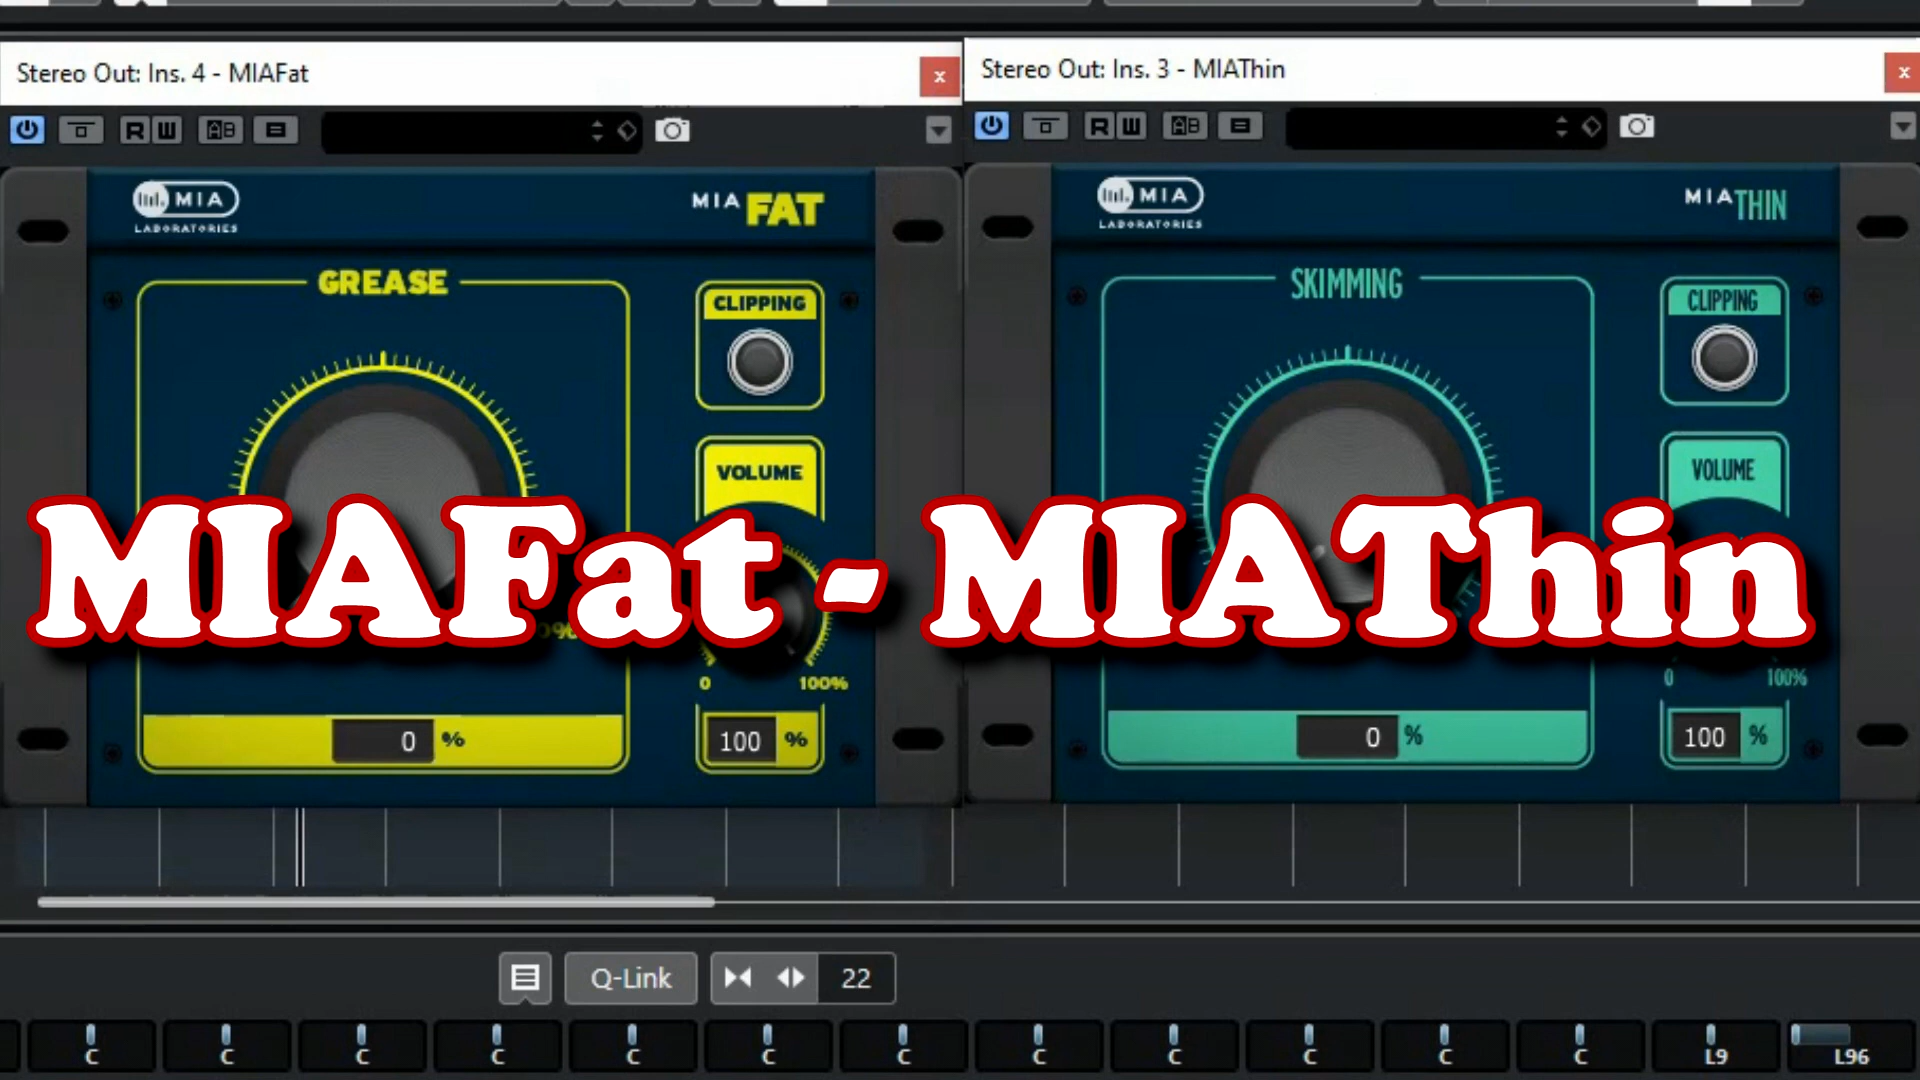 Stereo Out: Ins. 4 - MIAFat
x
R W
AB
MIA
LABORATORIES
MIA FAT
GREASE
CLIPPING
VOLUME
0
100%
0 %
100 %
Stereo Out: Ins. 3 - MIAThin
x
R W
AB
MIA
LABORATORIES
MIA THIN
SKIMMING
CLIPPING
VOLUME
0
100%
0 %
100 %
MIAFat - MIAThin
Q-Link
22
C C C C C C C C C C C C L9 L96